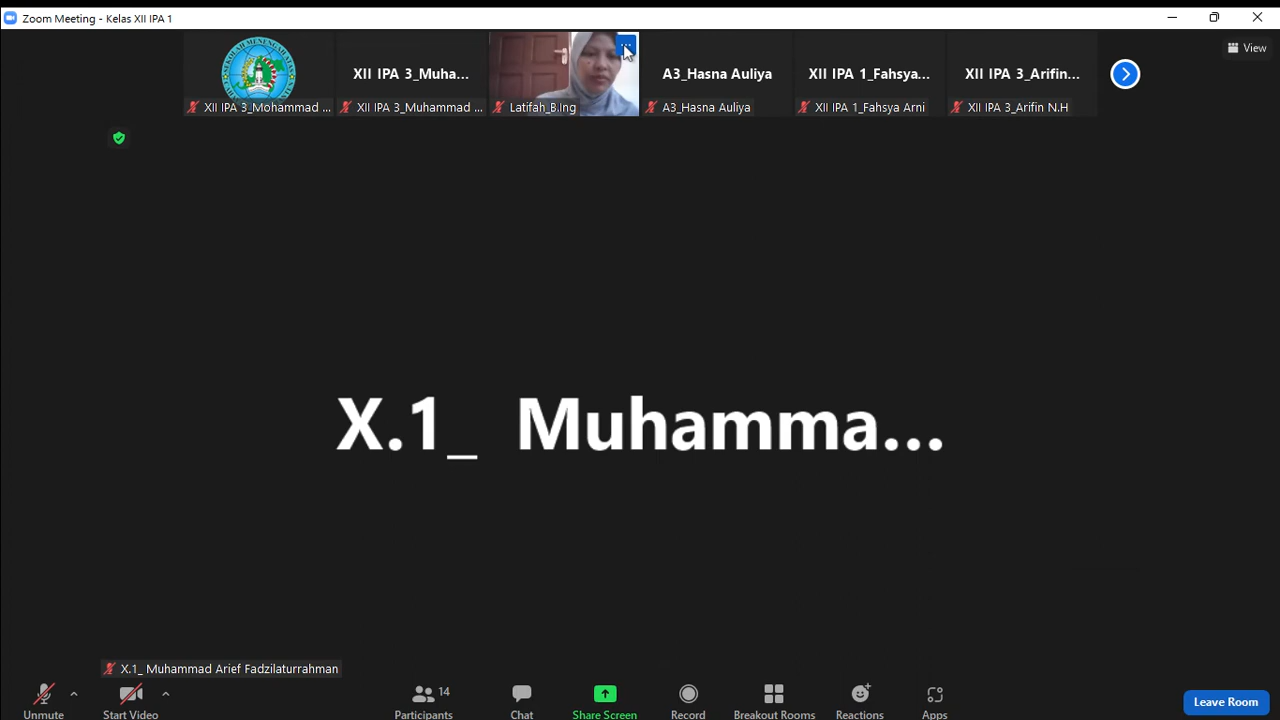 Zoom Meeting - Kelas XII IPA 1
View
XII IPA 3_Muha...
A3_Hasna Auliya
XII IPA 1_Fahsya...
XII IPA 3_Arifin...
XII IPA 3_Mohammad ...
XII IPA 3_Muhammad ...
Latifah_B.Ing
A3_Hasna Auliya
XII IPA 1_Fahsya Arni
XII IPA 3_Arifin N.H
X.1_ Muhamma...
X.1_ Muhammad Arief Fadzilaturrahman
Unmute
Start Video
14
Participants
Chat
Share Screen
Record
Breakout Rooms
Reactions
Apps
Leave Room